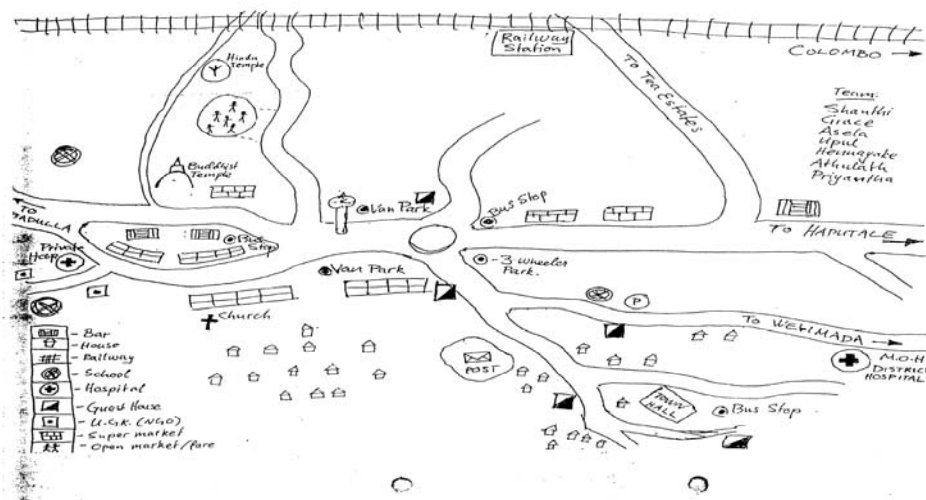 Railway
Station
COLOMBO →
Hindu
Temple
TO Tea Estates
Team:
Shanthi
Grace
Asela
Upul
Hennayake
Athulath
Priyantha
Buddhist
Temple
Van Park
Bus Stop
TO
BADULLA
Bus
Stop
TO HAPUTALE
Private
Hosp
Van Park
3-Wheeler
Park.
P
TO WELIMADA →
Church
- Bar
- House
- Railway
- School
- Hospital
- Guest House
- U.G.K. (NGO)
- Super market
- Open market/Fare
POST
M.O.H
DISTRICT
HOSPITAL
TOWN
HALL
Bus Stop